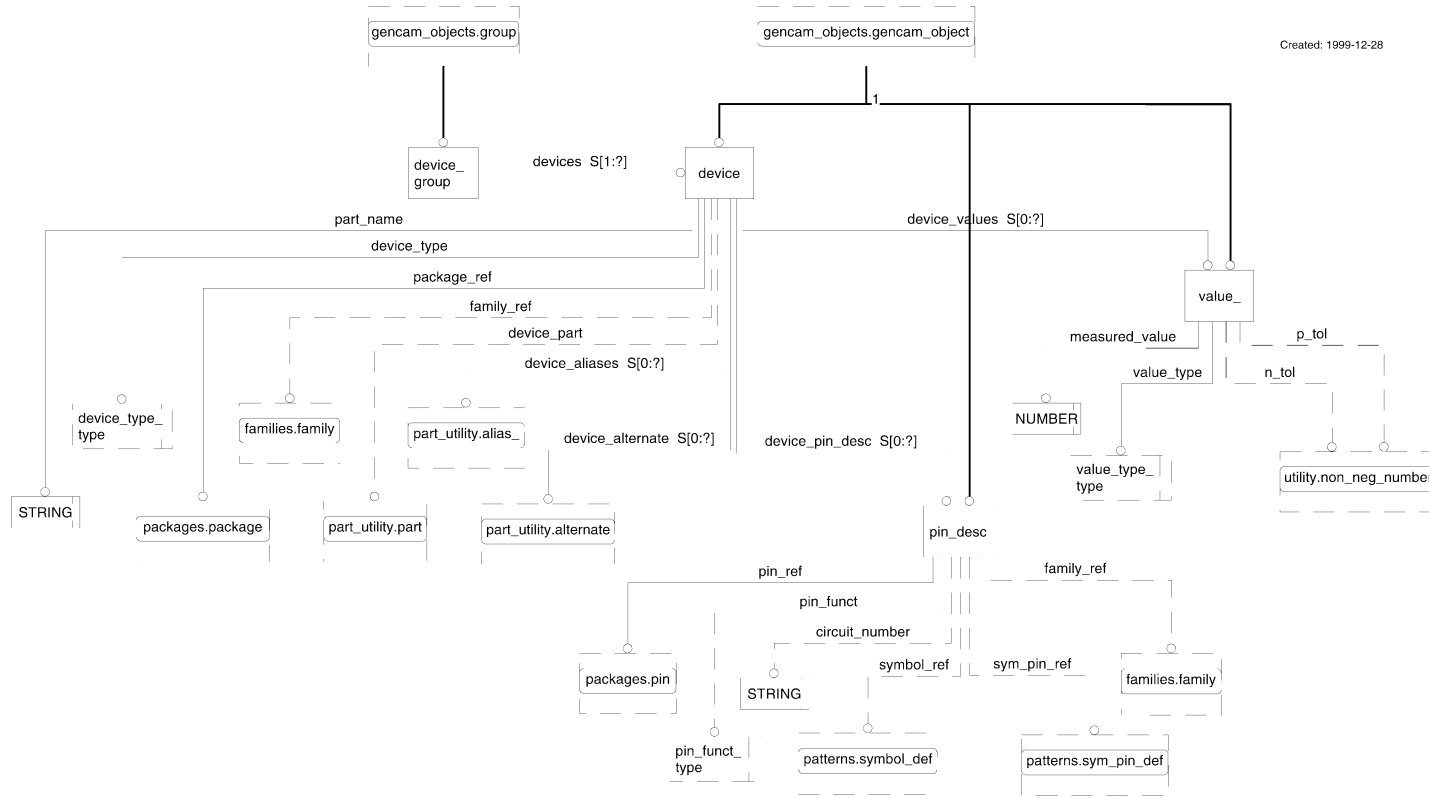 gencam_objects.group
gencam_objects.gencam_object
Created: 1999-12-28
1
device_
group
devices S[1:?]
device
part_name
device_values S[0:?]
device_type
package_ref
family_ref
value_
device_part
measured_value
p_tol
device_aliases S[0:?]
value_type
n_tol
device_type_
type
families.family
part_utility.alias_
NUMBER
device_alternate S[0:?]
device_pin_desc S[0:?]
value_type_
type
utility.non_neg_number
STRING
packages.package
part_utility.part
part_utility.alternate
pin_desc
pin_ref
family_ref
pin_funct
circuit_number
symbol_ref
sym_pin_ref
packages.pin
STRING
families.family
pin_funct_
type
patterns.symbol_def
patterns.sym_pin_def